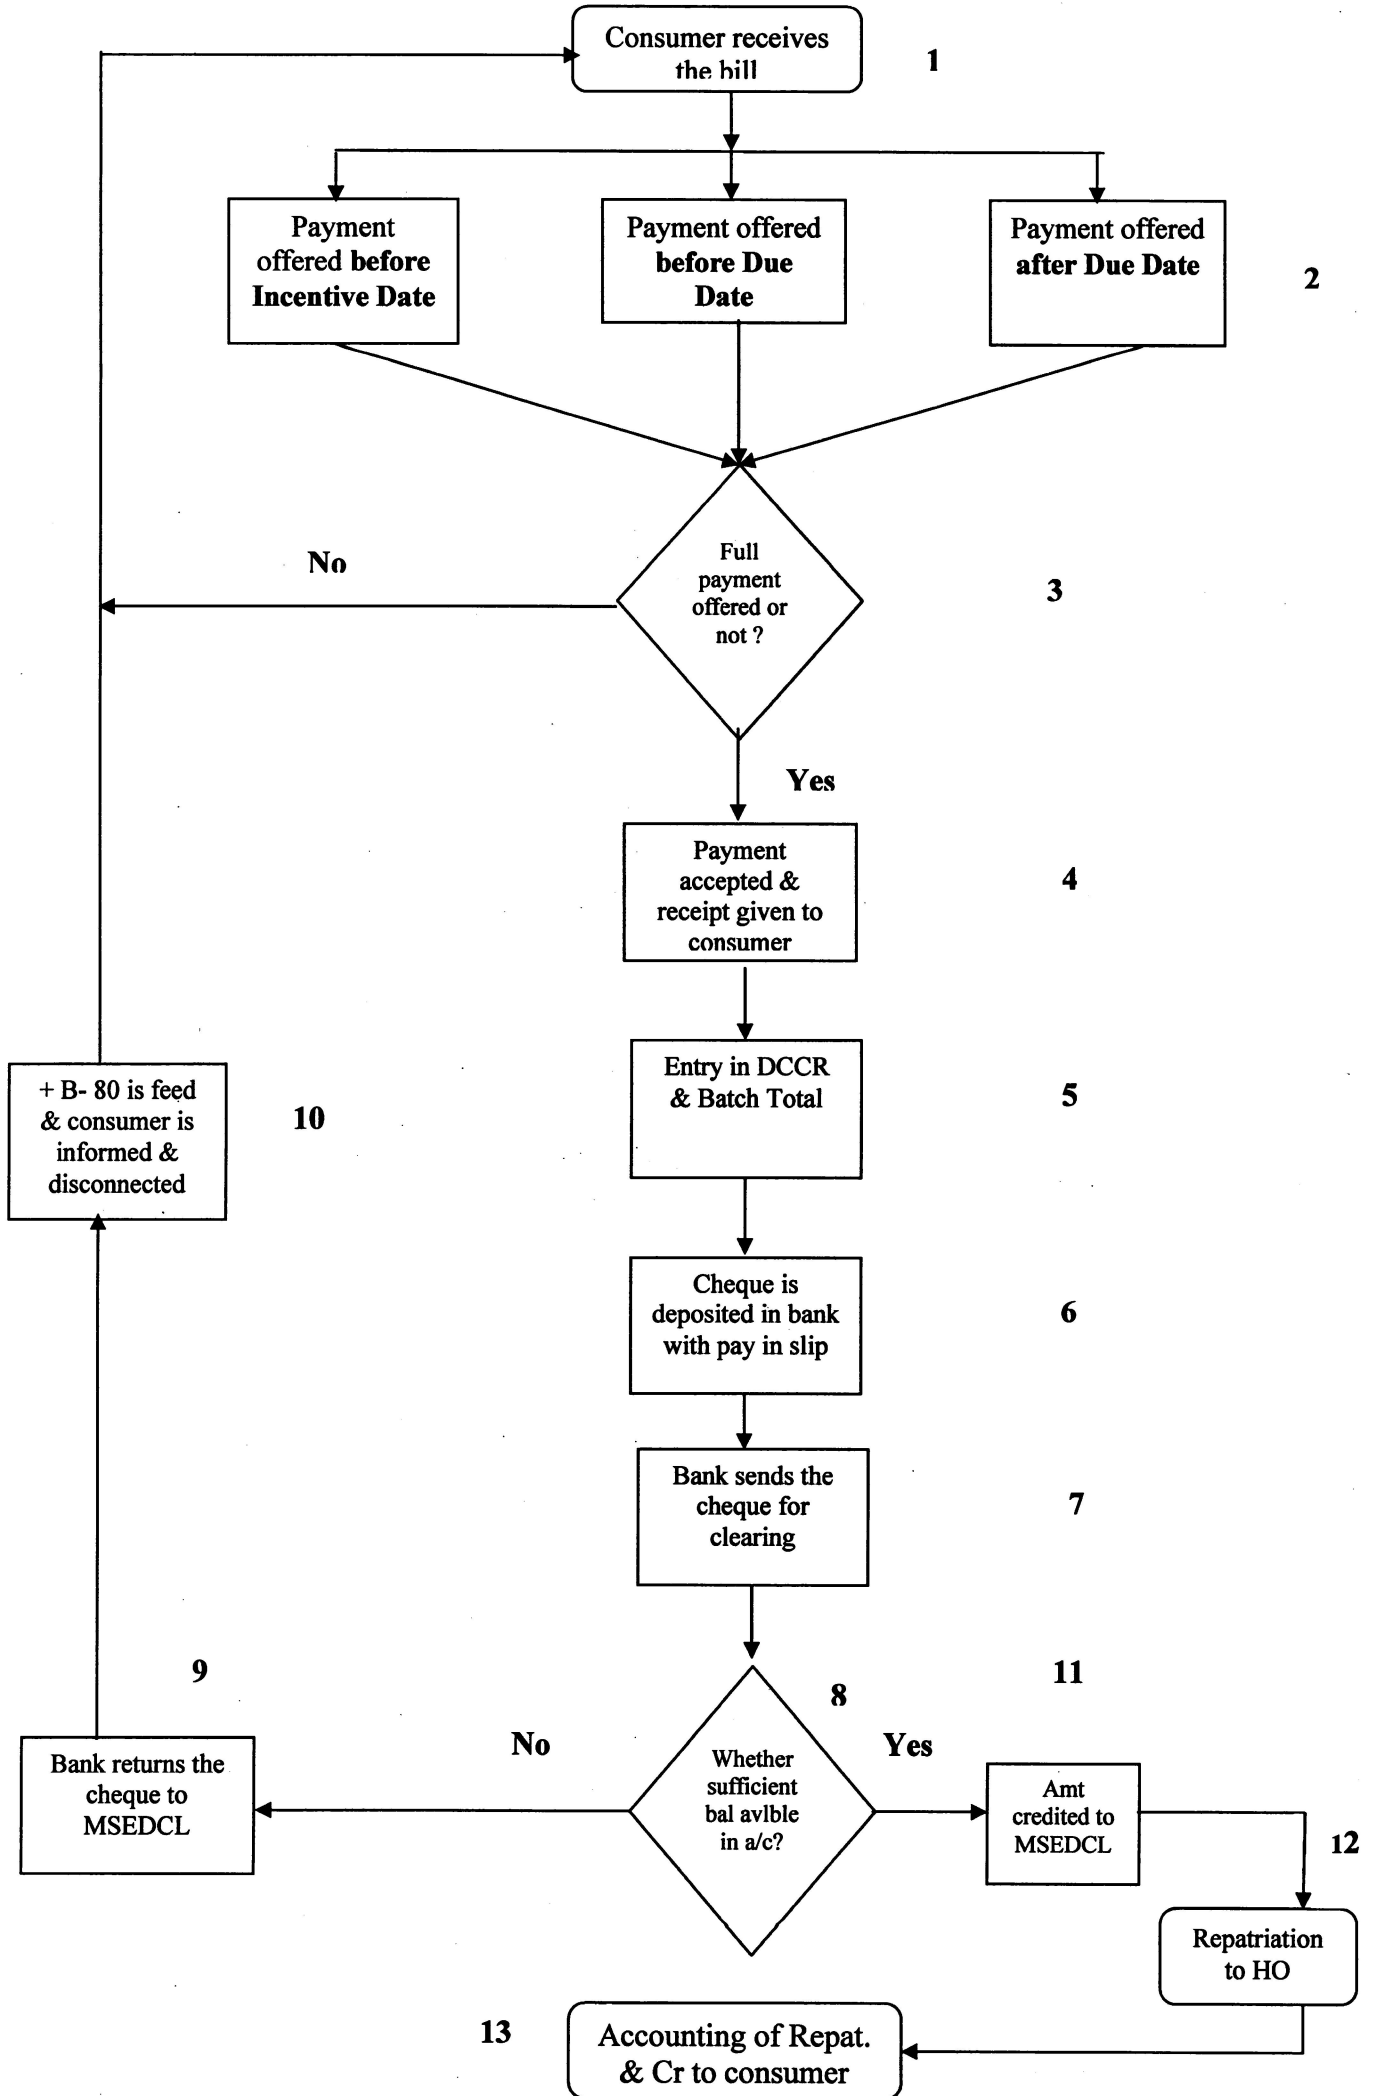 Consumer receives
the bill
1
Payment
offered before
Incentive Date
Payment offered
before Due
Date
Payment offered
after Due Date
2
No
Full
payment
offered or
not ?
3
Yes
Payment
accepted &
receipt given to
consumer
4
Entry in DCCR
& Batch Total
5
+ B- 80 is feed
& consumer is
informed &
disconnected
10
Cheque is
deposited in bank
with pay in slip
6
Bank sends the
cheque for
clearing
7
9
8
11
No
Yes
Bank returns the
cheque to
MSEDCL
Whether
sufficient
bal avlble
in a/c?
Amt
credited to
MSEDCL
12
Repatriation
to HO
13
Accounting of Repat.
& Cr to consumer